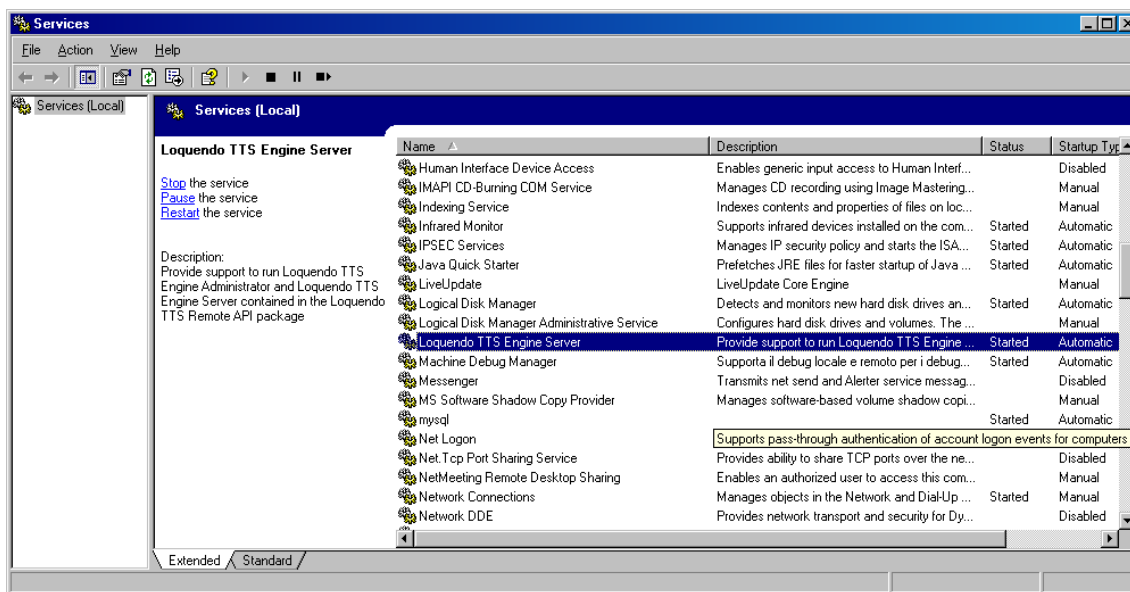 Services
File Action View Help
Services (Local)
Services (Local)
Loquendo TTS Engine Server
Stop the service
Pause the service
Restart the service
Description:
Provide support to run Loquendo TTS
Engine Administrator and Loquendo TTS
Engine Server contained in the Loquendo
TTS Remote API package
Name Description Status Startup Typ
Human Interface Device Access Enables generic input access to Human Interf... Disabled
IMAPI CD-Burning COM Service Manages CD recording using Image Mastering... Manual
Indexing Service Indexes contents and properties of files on loc... Manual
Infrared Monitor Supports infrared devices installed on the com... Started Automatic
IPSEC Services Manages IP security policy and starts the ISA... Started Automatic
Java Quick Starter Prefetches JRE files for faster startup of Java ... Started Automatic
LiveUpdate LiveUpdate Core Engine Manual
Logical Disk Manager Detects and monitors new hard disk drives an... Started Automatic
Logical Disk Manager Administrative Service Configures hard disk drives and volumes. The ... Manual
Loquendo TTS Engine Server Provide support to run Loquendo TTS Engine ... Started Automatic
Machine Debug Manager Supporta il debug locale e remoto per i debug... Started Automatic
Messenger Transmits net send and Alerter service messag... Disabled
MS Software Shadow Copy Provider Manages software-based volume shadow copi... Manual
mysql Started Automatic
Net Logon Supports pass-through authentication of account logon events for computers
Net.Tcp Port Sharing Service Provides ability to share TCP ports over the ne... Disabled
NetMeeting Remote Desktop Sharing Enables an authorized user to access this com... Manual
Network Connections Manages objects in the Network and Dial-Up ... Started Manual
Network DDE Provides network transport and security for Dy... Disabled
Extended Standard